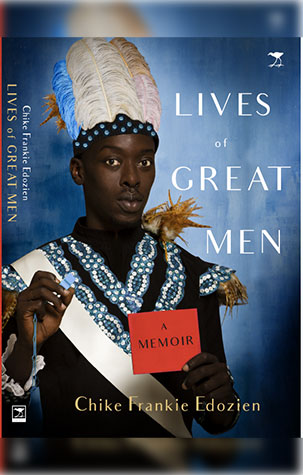 Chike Frankie Edozien
LIVES of GREAT MEN
LIVES
of
GREAT
MEN
A
MEMOIR
Chike Frankie Edozien